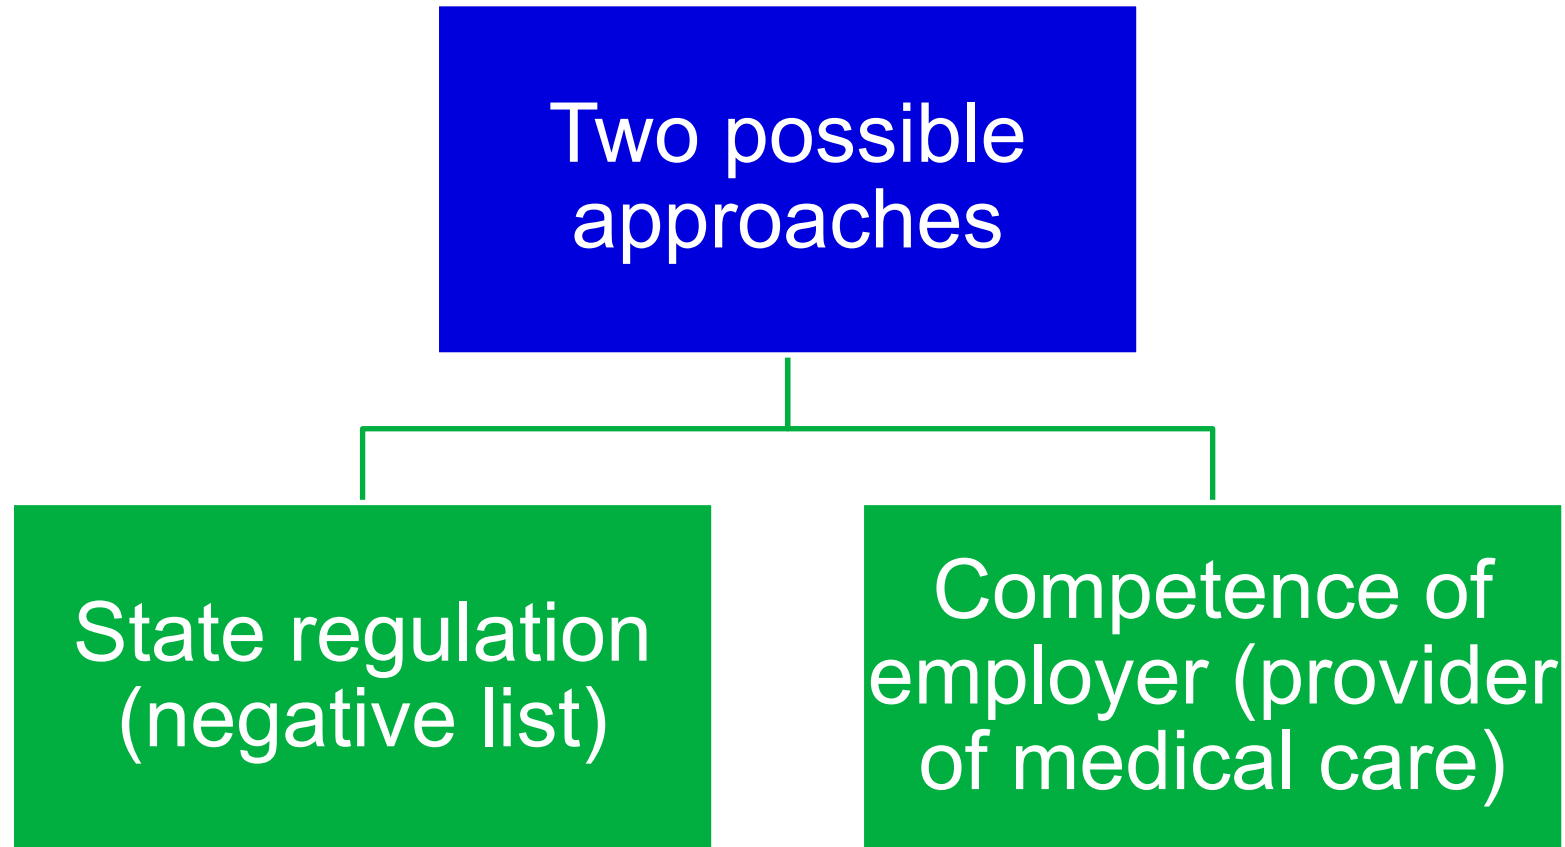 Two possible
approaches
State regulation
(negative list)
Competence of
employer (provider
of medical care)